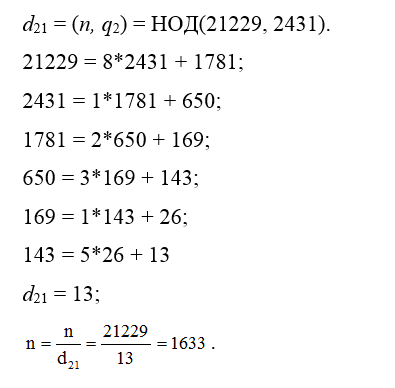 d21 = (n, q2) = НОД(21229, 2431).
21229 = 8*2431 + 1781;
2431 = 1*1781 + 650;
1781 = 2*650 + 169;
650 = 3*169 + 143;
169 = 1*143 + 26;
143 = 5*26 + 13
d21 = 13;
n = n/d21 = 21229/13 = 1633 .